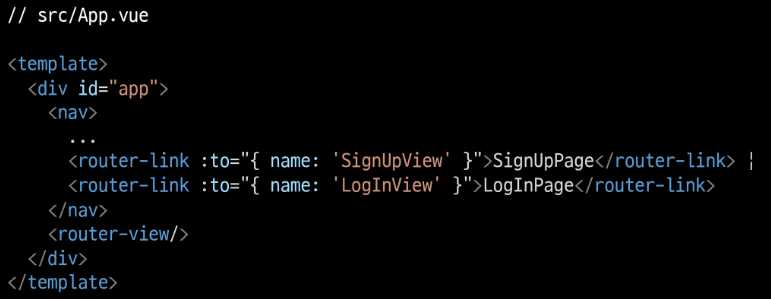 // src/App.vue
<template>
<div id="app">
<nav>
...
<router-link :to="{ name: 'SignUpView' }">SignUpPage</router-link> |
<router-link :to="{ name: 'LogInView' }">LogInPage</router-link>
</nav>
<router-view/>
</div>
</template>